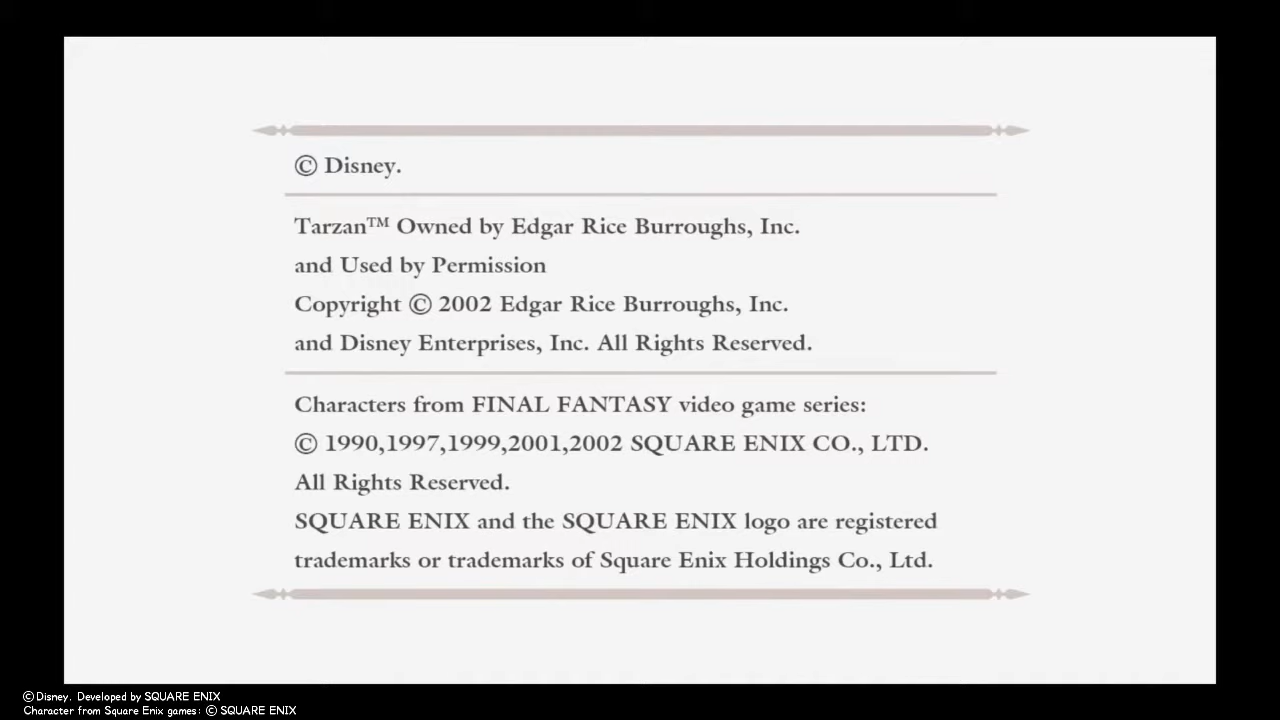 © Disney.
Tarzan™ Owned by Edgar Rice Burroughs, Inc.
and Used by Permission
Copyright © 2002 Edgar Rice Burroughs, Inc.
and Disney Enterprises, Inc. All Rights Reserved.
Characters from FINAL FANTASY video game series:
© 1990,1997,1999,2001,2002 SQUARE ENIX CO., LTD.
All Rights Reserved.
SQUARE ENIX and the SQUARE ENIX logo are registered
trademarks or trademarks of Square Enix Holdings Co., Ltd.
© Disney. Developed by SQUARE ENIX
Character from Square Enix games: © SQUARE ENIX